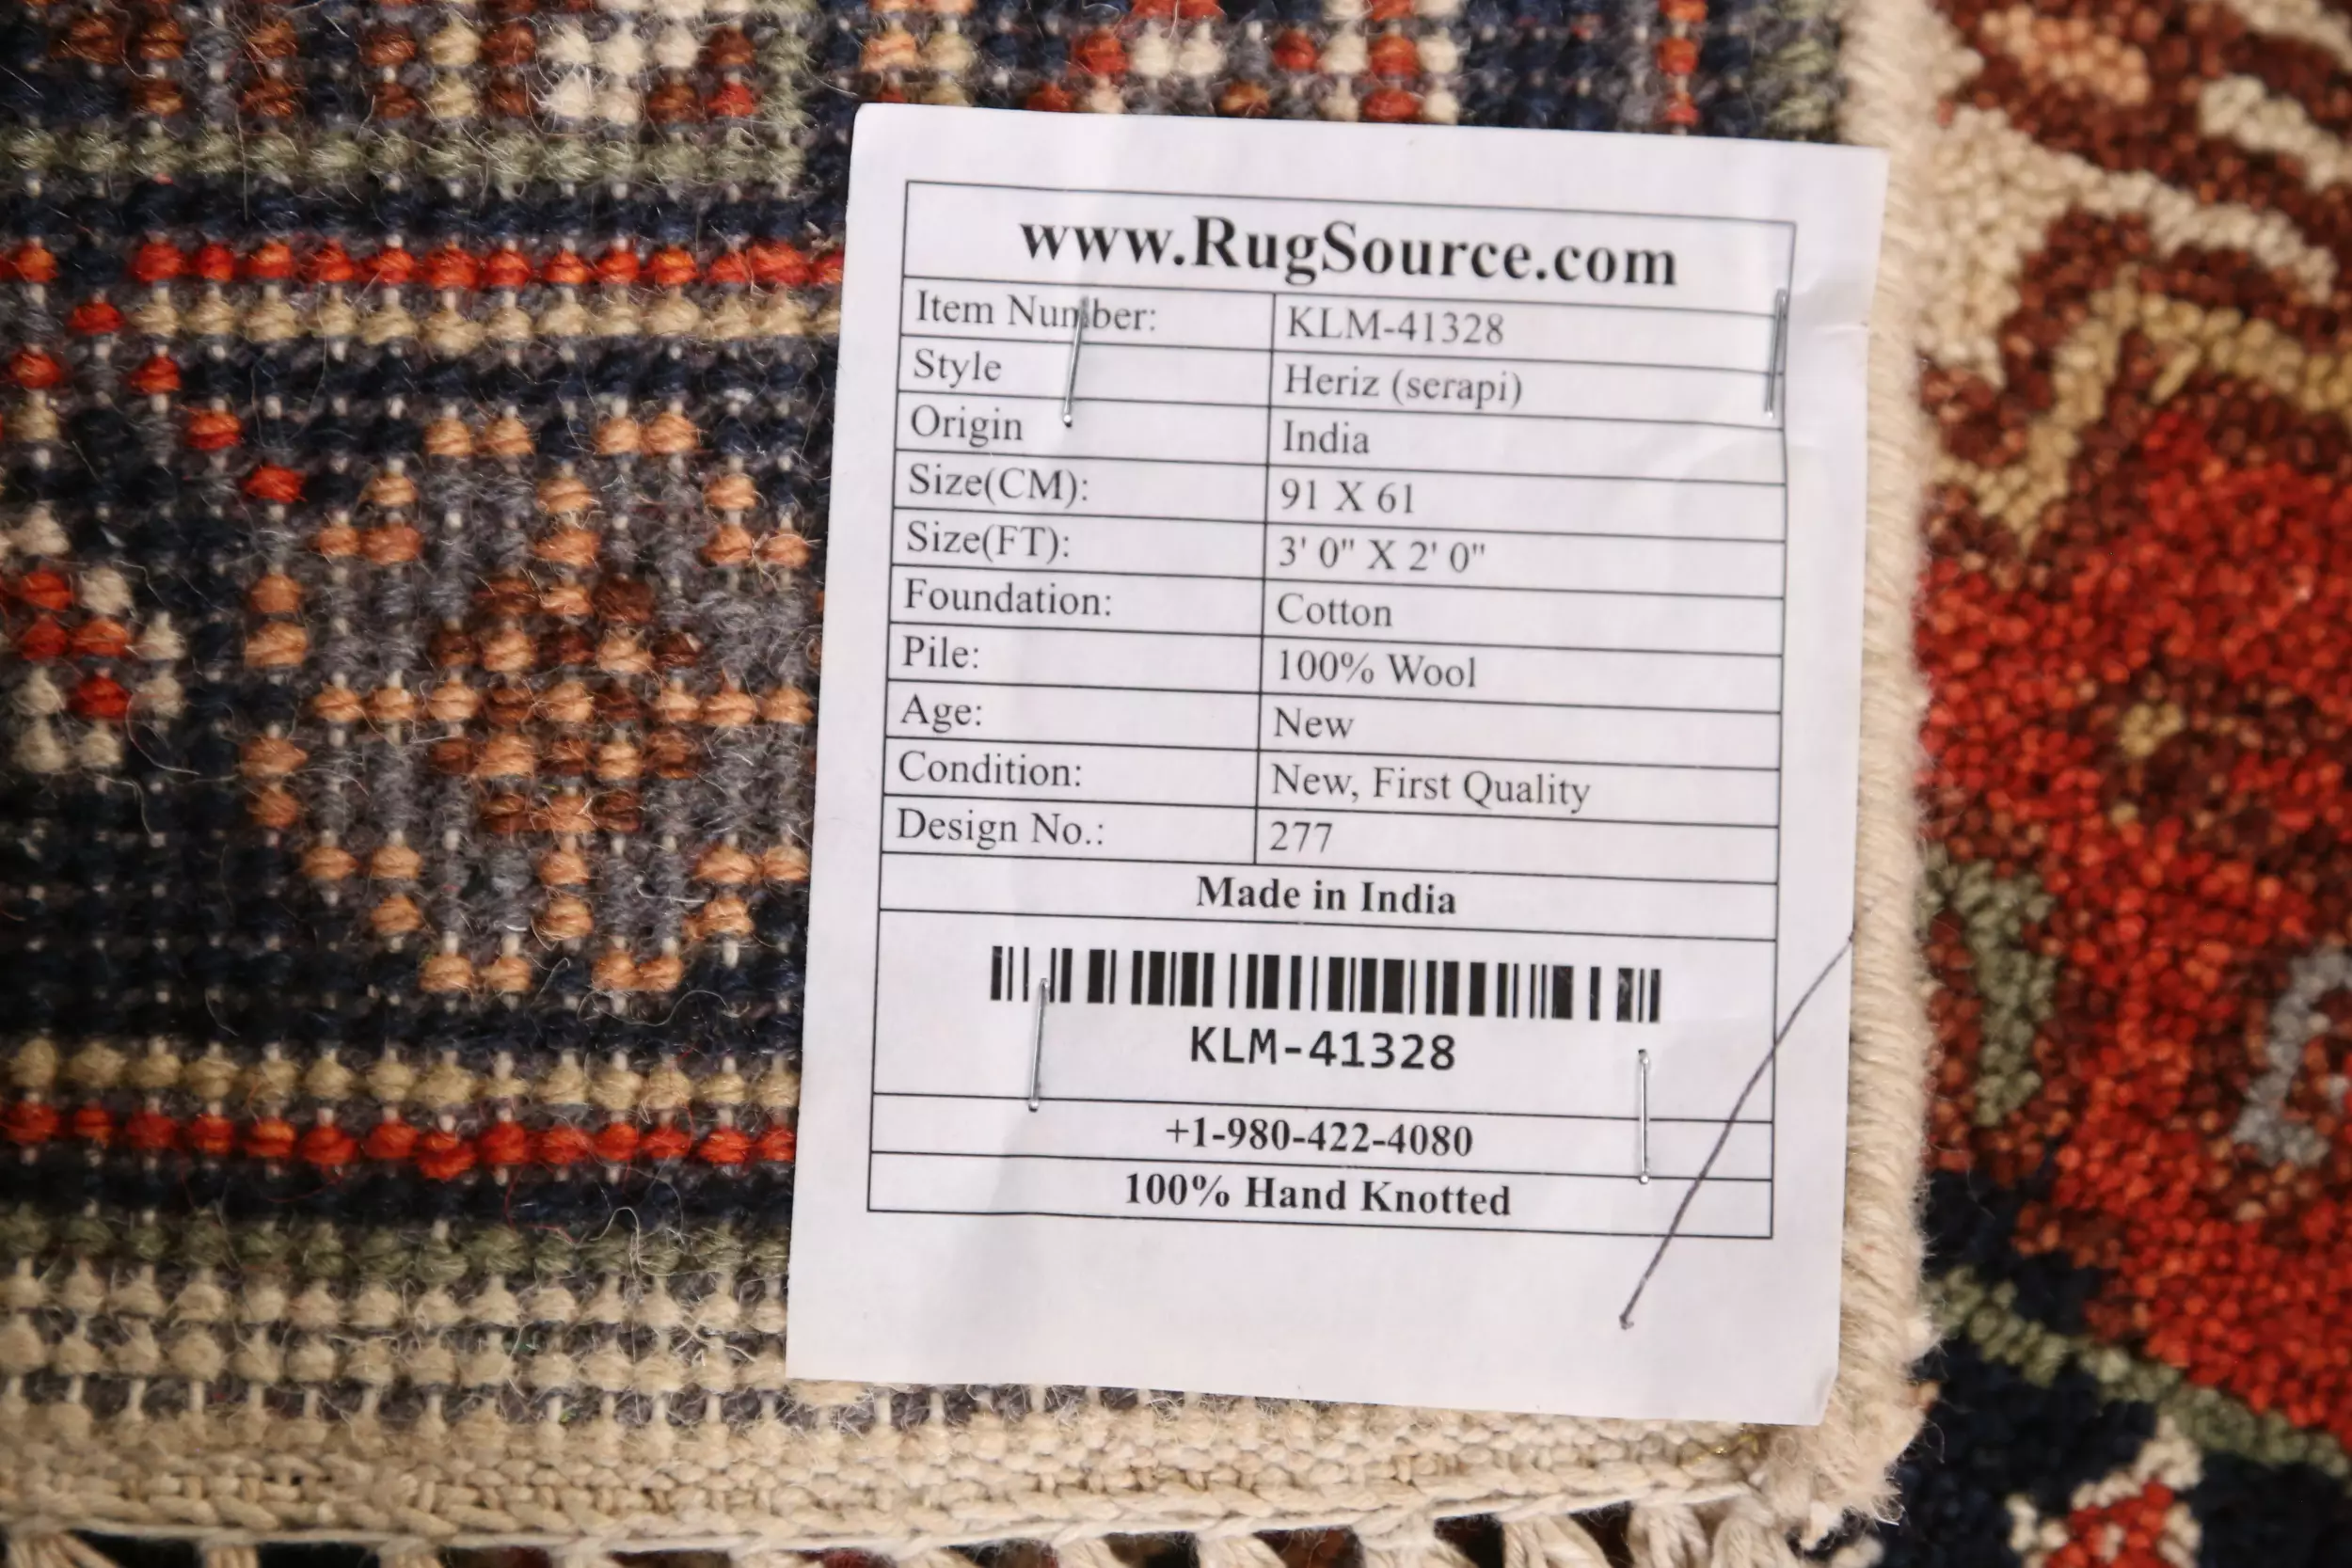 www.RugSource.com
Item Number: KLM-41328
Style Heriz (serapi)
Origin India
Size(CM): 91 X 61
Size(FT): 3' 0" X 2' 0"
Foundation: Cotton
Pile: 100% Wool
Age: New
Condition: New, First Quality
Design No.: 277
Made in India
KLM-41328
+1-980-422-4080
100% Hand Knotted